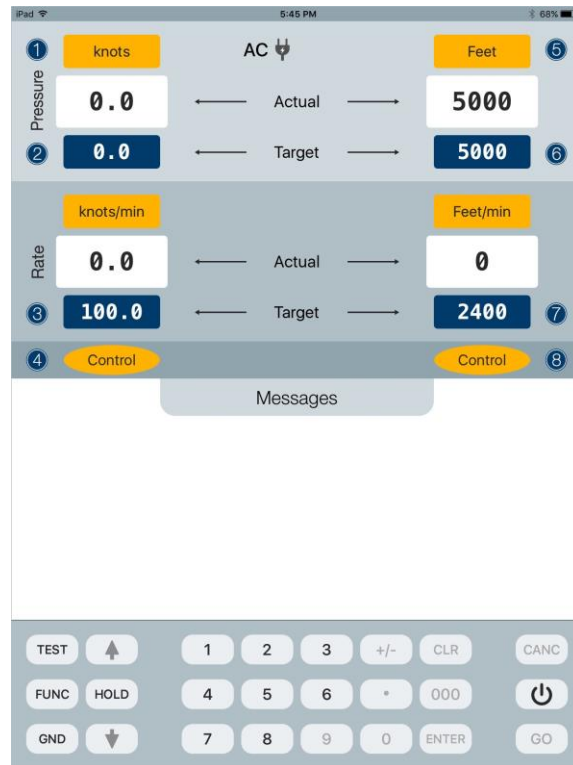 iPad 5:45 PM 68%
1 knots AC Feet 5
Pressure
0.0 Actual 5000
2 0.0 Target 5000 6
knots/min Feet/min
Rate
0.0 Actual 0
3 100.0 Target 2400 7
4 Control Control 8
Messages
TEST 1 2 3 +/- CLR CANC
FUNC HOLD 4 5 6 . 000
GND 7 8 9 0 ENTER GO